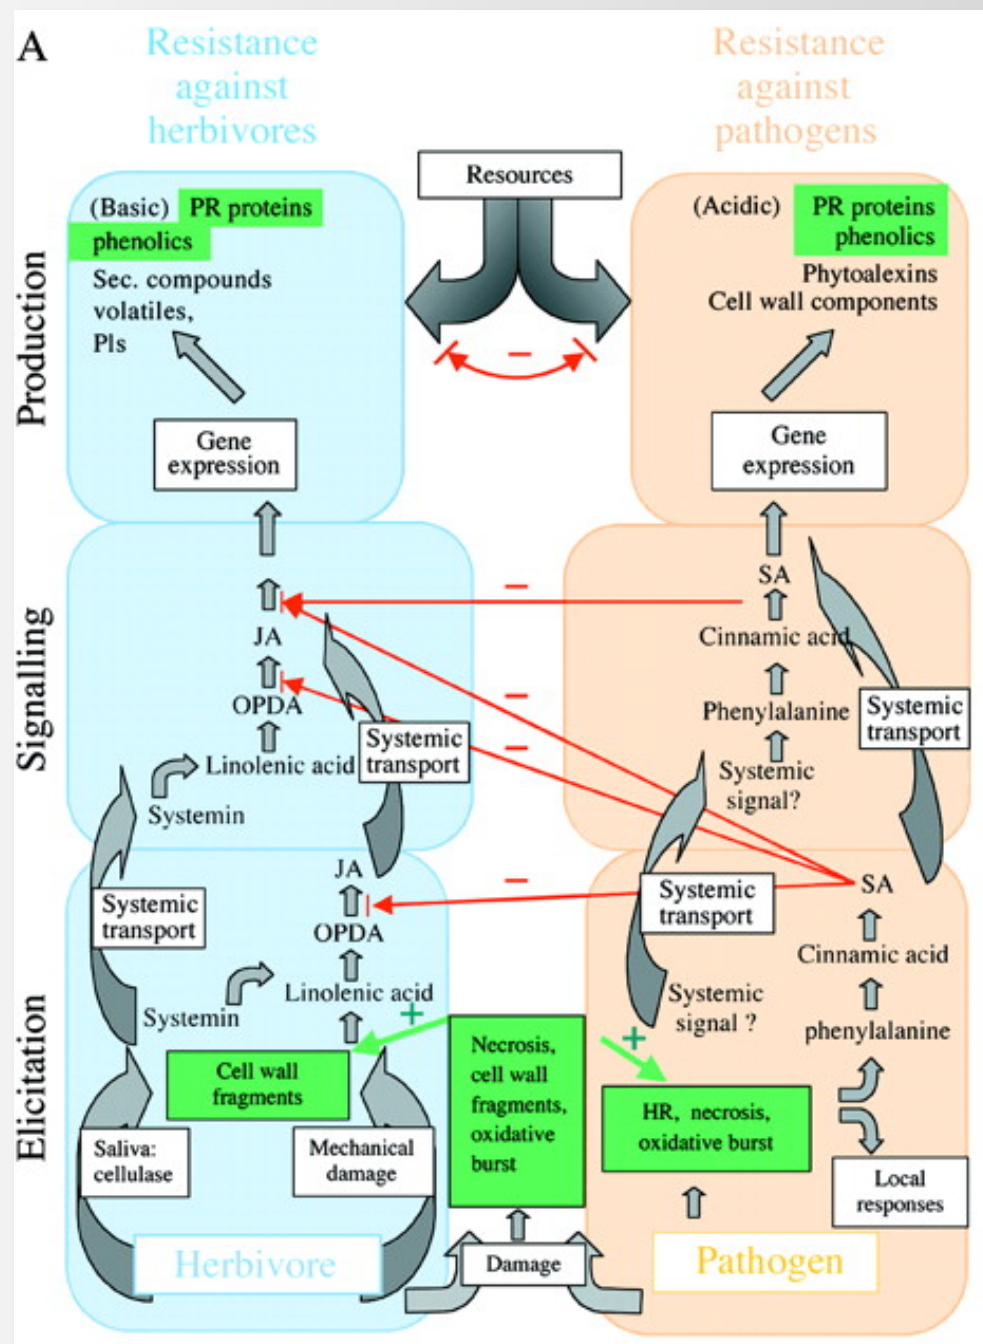 A
Resistance
against
herbivores
Resistance
against
pathogens
Resources
(Basic) PR proteins
phenolics
Sec. compounds
volatiles,
PIs
(Acidic) PR proteins
phenolics
Phytoalexins
Cell wall components
Production
–
Gene
expression
Gene
expression
Signalling
SA
–
JA
Cinnamic acid
OPDA
–
Phenylalanine
Systemic
transport
Systemic
transport
–
Linolenic acid
Systemic
signal?
Systemin
JA
–
SA
Systemic
transport
Systemic
transport
OPDA
Cinnamic acid
Elicitation
Linolenic acid
Systemic
signal ?
Systemin
+
+
phenylalanine
Necrosis,
cell wall
fragments,
oxidative
burst
Cell wall
fragments
HR, necrosis,
oxidative burst
Saliva:
cellulase
Mechanical
damage
Local
responses
Herbivore
Damage
Pathogen